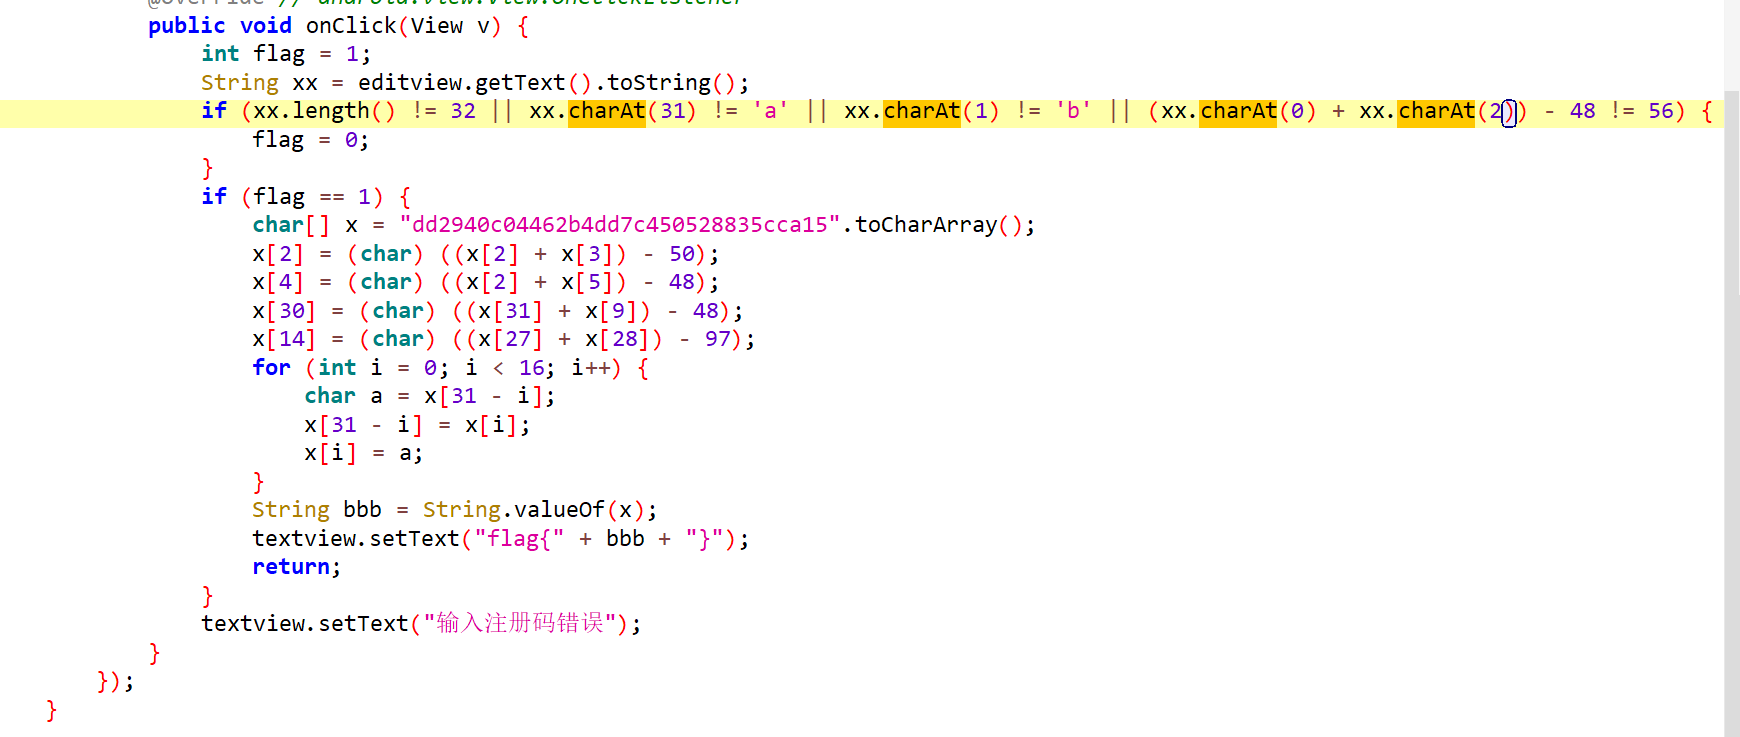 @Override // android.view.View.OnClickListener
public void onClick(View v) {
int flag = 1;
String xx = editview.getText().toString();
if (xx.length() != 32 || xx.charAt(31) != 'a' || xx.charAt(1) != 'b' || (xx.charAt(0) + xx.charAt(2)) - 48 != 56) {
flag = 0;
}
if (flag == 1) {
char[] x = "dd2940c04462b4dd7c450528835cca15".toCharArray();
x[2] = (char) ((x[2] + x[3]) - 50);
x[4] = (char) ((x[2] + x[5]) - 48);
x[30] = (char) ((x[31] + x[9]) - 48);
x[14] = (char) ((x[27] + x[28]) - 97);
for (int i = 0; i < 16; i++) {
char a = x[31 - i];
x[31 - i] = x[i];
x[i] = a;
}
String bbb = String.valueOf(x);
textview.setText("flag{" + bbb + "}");
return;
}
textview.setText("输入注册码错误");
}
});
}